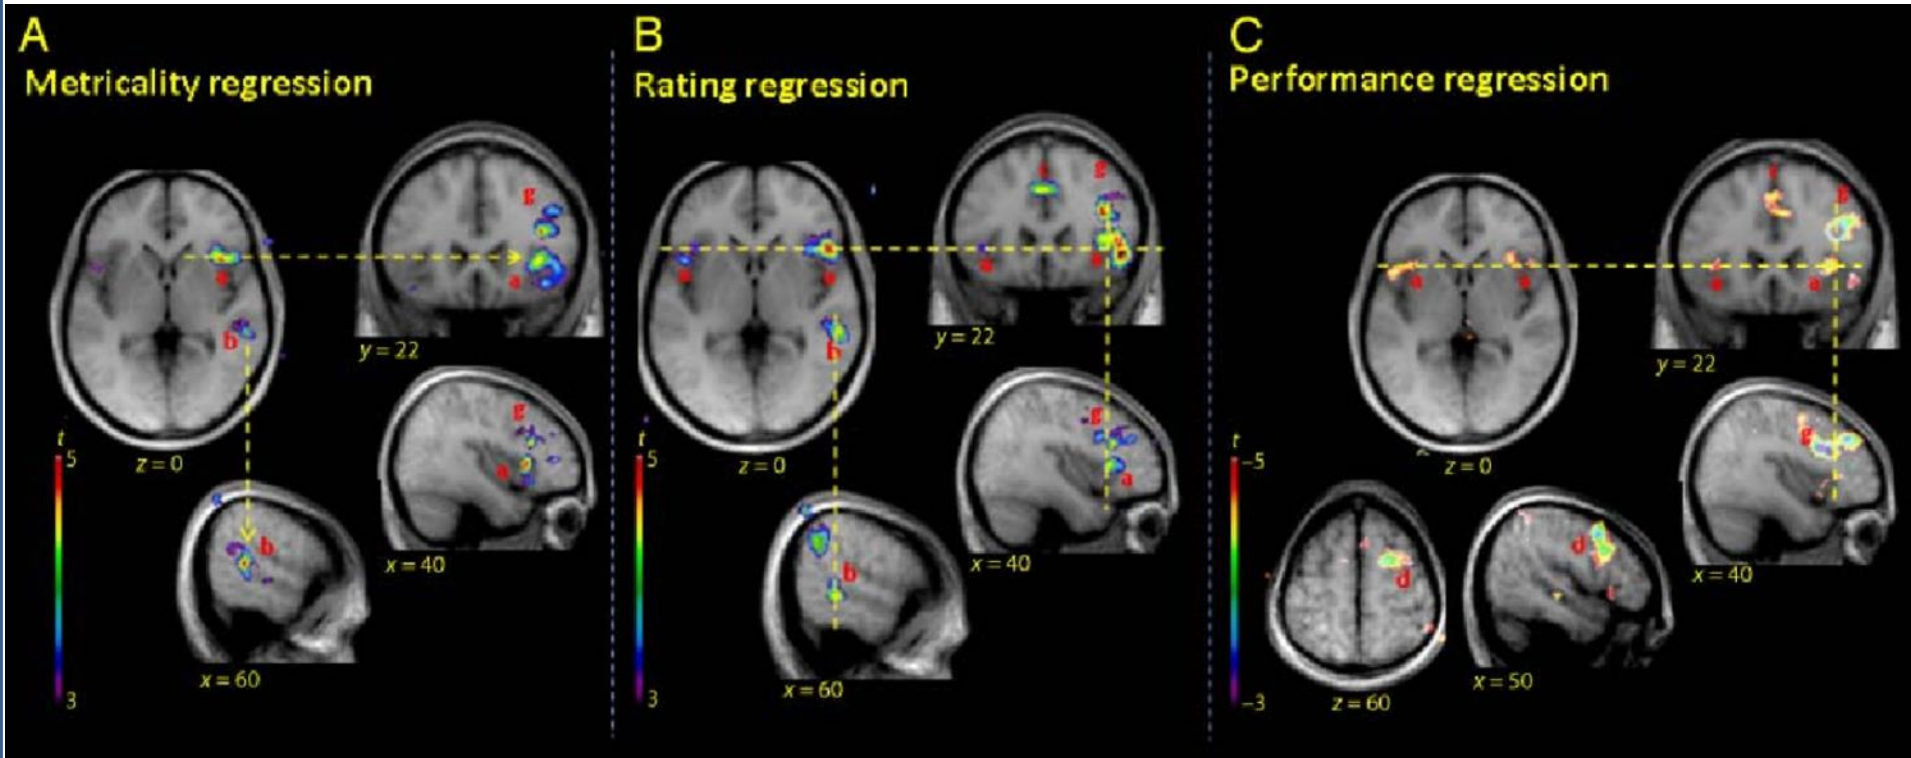 A
Metricality regression
g
a
a
b
y = 22
g
a
t
5
3
z = 0
b
x = 40
x = 60
B
Rating regression
g
a
a
a
b
y = 22
g
a
t
5
3
z = 0
b
x = 40
x = 60
C
Performance regression
g
a
a
a
a
y = 22
g
t
−5
−3
z = 0
d
d
x = 40
x = 50
z = 60